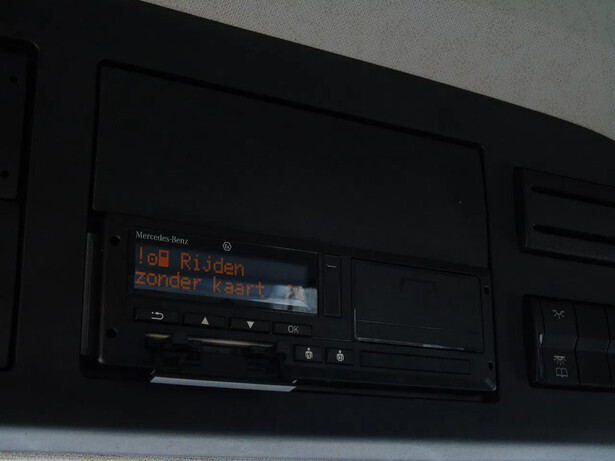 Mercedes-Benz
! Rijden
zonder kaart
OK